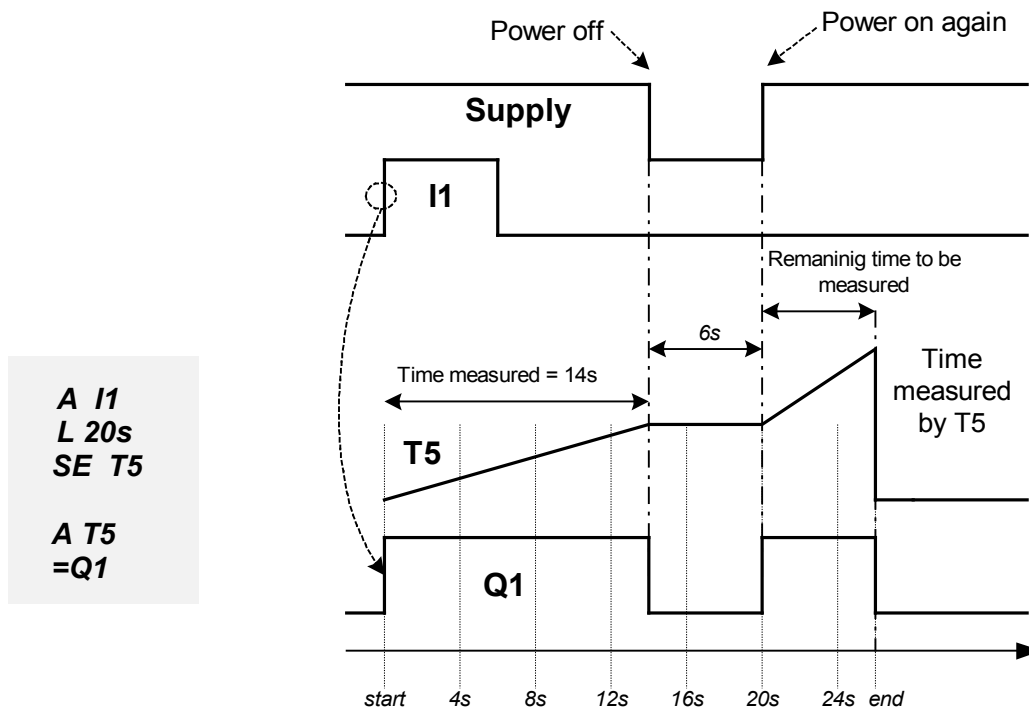 Power off
Power on again
Supply
I1
Remaninig time to be
measured
6s
Time measured = 14s
Time
measured
by T5
T5
A I1
L 20s
SE T5
A T5
=Q1
Q1
start 4s 8s 12s 16s 20s 24s end